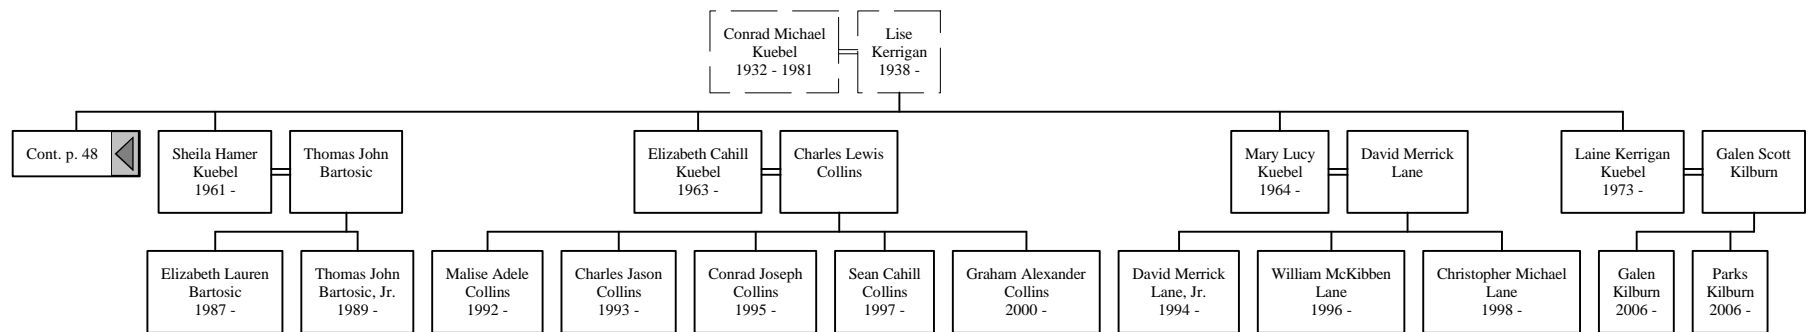 Conrad Michael
Kuebel
1932 - 1981
Lise
Kerrigan
1938 -
Cont. p. 48
Sheila Hamer
Kuebel
1961 -
Thomas John
Bartosic
Elizabeth Cahill
Kuebel
1963 -
Charles Lewis
Collins
Mary Lucy
Kuebel
1964 -
David Merrick
Lane
Laine Kerrigan
Kuebel
1973 -
Galen Scott
Kilburn
Elizabeth Lauren
Bartosic
1987 -
Thomas John
Bartosic, Jr.
1989 -
Malise Adele
Collins
1992 -
Charles Jason
Collins
1993 -
Conrad Joseph
Collins
1995 -
Sean Cahill
Collins
1997 -
Graham Alexander
Collins
2000 -
David Merrick
Lane, Jr.
1994 -
William McKibben
Lane
1996 -
Christopher Michael
Lane
1998 -
Galen
Kilburn
2006 -
Parks
Kilburn
2006 -